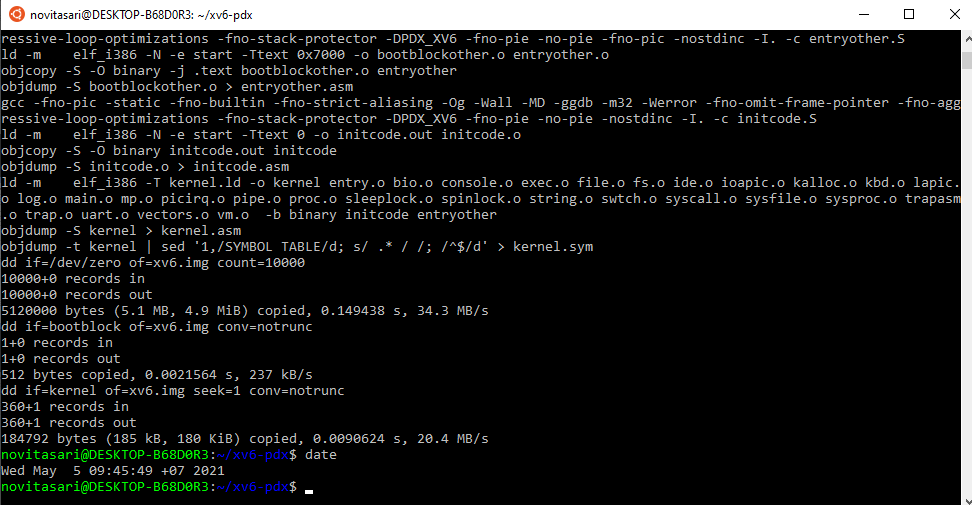 novitasari@DESKTOP-B68D0R3: ~/xv6-pdx
ressive-loop-optimizations -fno-stack-protector -DPDX_XV6 -fno-pie -no-pie -fno-pic -nostdinc -I. -c entryother.S
ld -m    elf_i386 -N -e start -Ttext 0x7000 -o bootblockother.o entryother.o
objcopy -S -O binary -j .text bootblockother.o entryother
objdump -S bootblockother.o > entryother.asm
gcc -fno-pic -static -fno-builtin -fno-strict-aliasing -Og -Wall -MD -ggdb -m32 -Werror -fno-omit-frame-pointer -fno-agg
ressive-loop-optimizations -fno-stack-protector -DPDX_XV6 -fno-pie -no-pie -nostdinc -I. -c initcode.S
ld -m    elf_i386 -N -e start -Ttext 0 -o initcode.out initcode.o
objcopy -S -O binary initcode.out initcode
objdump -S initcode.o > initcode.asm
ld -m    elf_i386 -T kernel.ld -o kernel entry.o bio.o console.o exec.o file.o fs.o ide.o ioapic.o kalloc.o kbd.o lapic.
o log.o main.o mp.o picirq.o pipe.o proc.o sleeplock.o spinlock.o string.o swtch.o syscall.o sysfile.o sysproc.o trapasm
.o trap.o uart.o vectors.o vm.o  -b binary initcode entryother
objdump -S kernel > kernel.asm
objdump -t kernel | sed '1,/SYMBOL TABLE/d; s/ .* / /; /^$/d' > kernel.sym
dd if=/dev/zero of=xv6.img count=10000
10000+0 records in
10000+0 records out
5120000 bytes (5.1 MB, 4.9 MiB) copied, 0.149438 s, 34.3 MB/s
dd if=bootblock of=xv6.img conv=notrunc
1+0 records in
1+0 records out
512 bytes copied, 0.0021564 s, 237 kB/s
dd if=kernel of=xv6.img seek=1 conv=notrunc
360+1 records in
360+1 records out
184792 bytes (185 kB, 180 KiB) copied, 0.0090624 s, 20.4 MB/s
novitasari@DESKTOP-B68D0R3:~/xv6-pdx$ date
Wed May  5 09:45:49 +07 2021
novitasari@DESKTOP-B68D0R3:~/xv6-pdx$